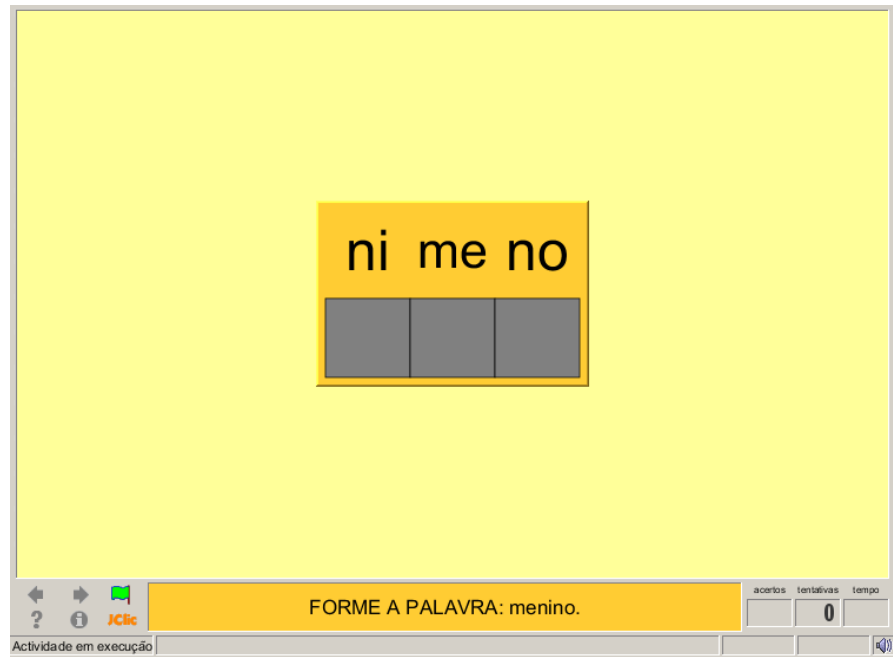 ni me no
acertos tentativas tempo
FORME A PALAVRA: menino.
0
? i JClic
Actividade em execução